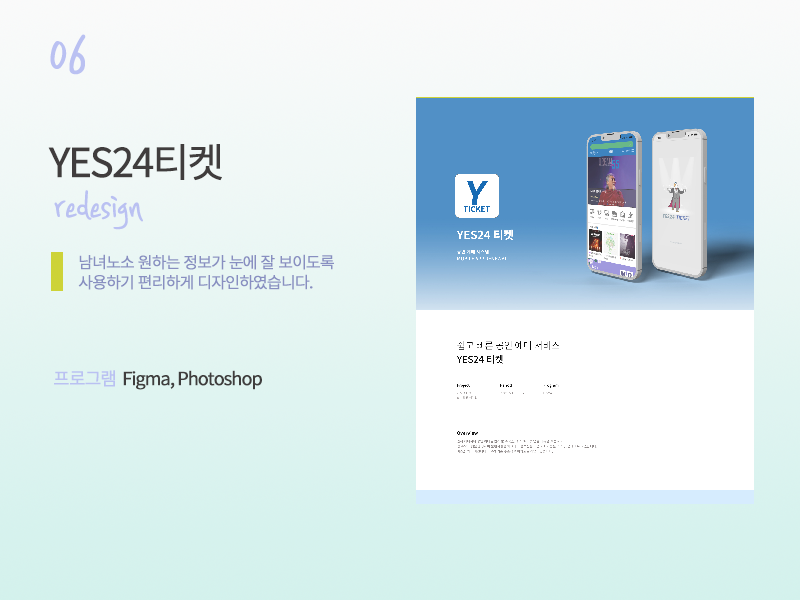 06
YES24티켓
redesign
남녀노소 원하는 정보가 눈에 잘 보이도록
사용하기 편리하게 디자인하였습니다.
프로그램 Figma, Photoshop
Y
TICKET
YES24 티켓
쉽고 빠른 공연 예매 서비스
YES24 티켓
Project
Overview
YES24 TICKET